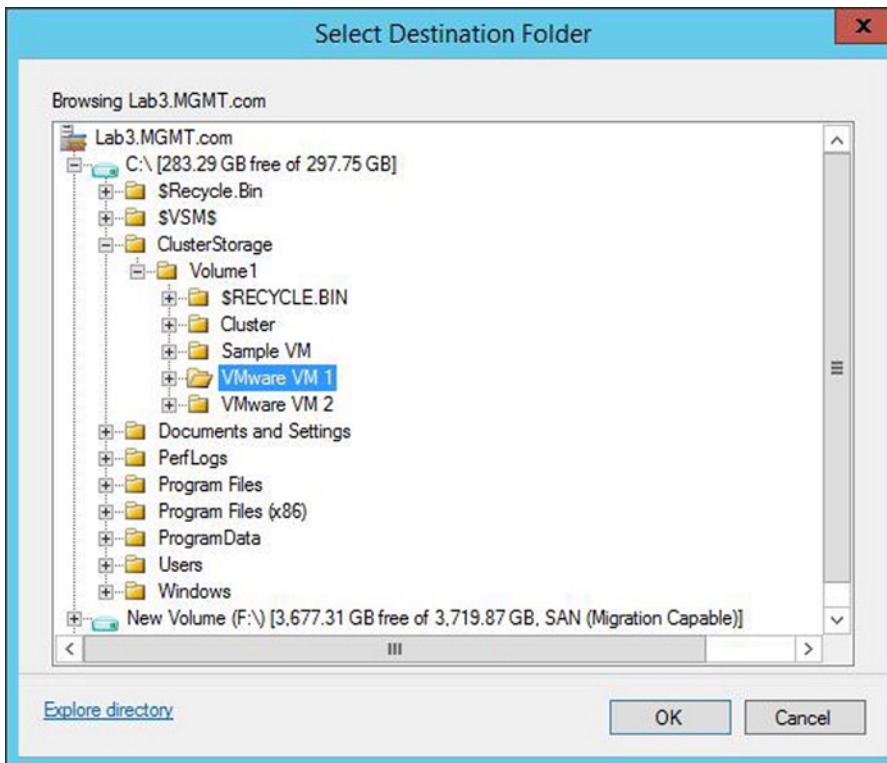 Select Destination Folder
x
Browsing Lab3.MGMT.com
Lab3.MGMT.com
C:\ [283.29 GB free of 297.75 GB]
$Recycle.Bin
$VSM$
ClusterStorage
Volume1
$RECYCLE.BIN
Cluster
Sample VM
VMware VM 1
VMware VM 2
Documents and Settings
PerfLogs
Program Files
Program Files (x86)
ProgramData
Users
Windows
New Volume (F:\) [3,677.31 GB free of 3,719.87 GB, SAN (Migration Capable)]
Explore directory
OK Cancel